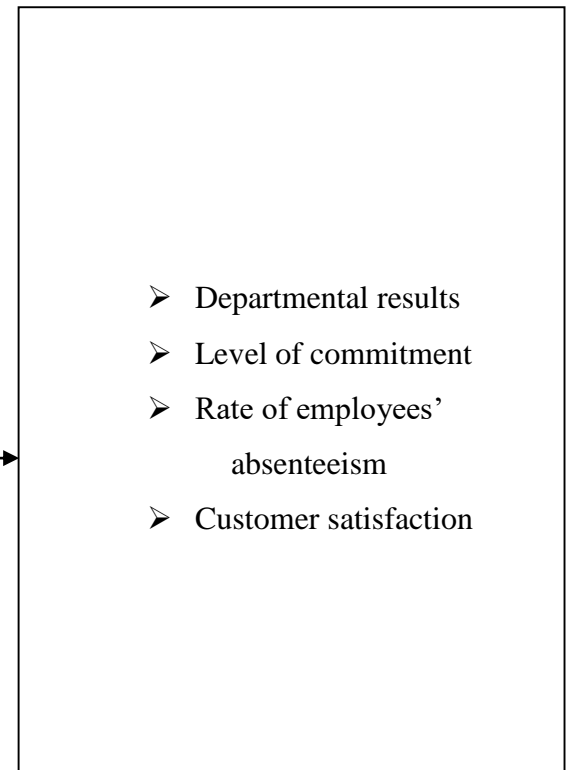 ➢ Departmental results
➢ Level of commitment
➢ Rate of employees’
absenteeism
➢ Customer satisfaction